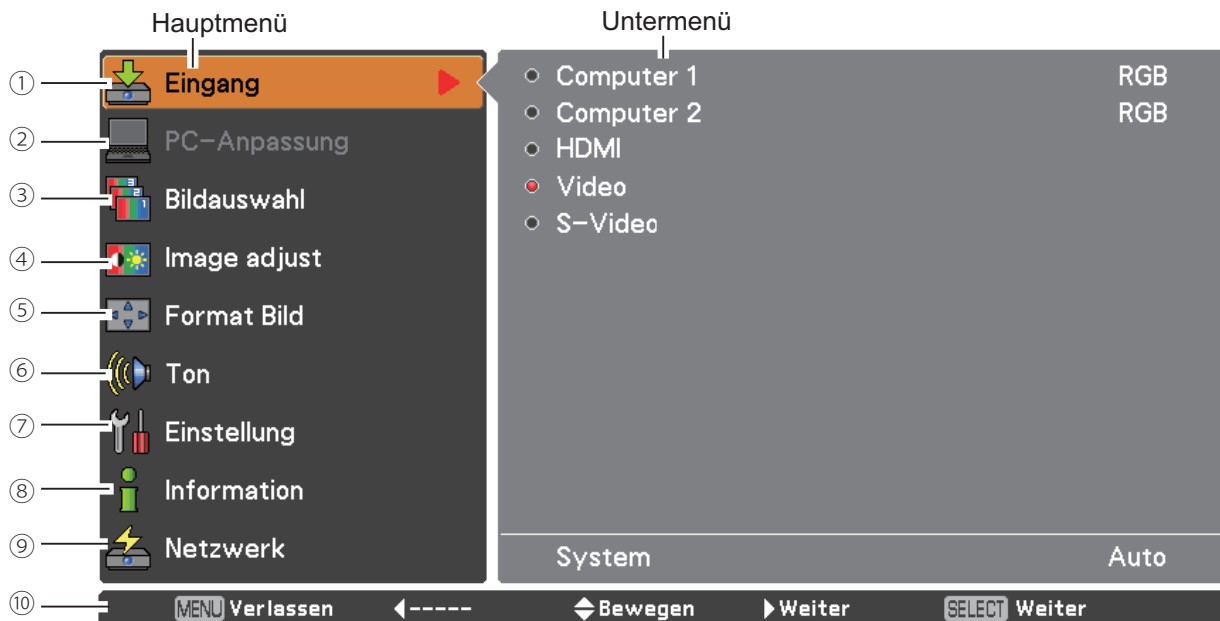 Hauptmenü
Untermenü
① Eingang
② PC-Anpassung
③ Bildauswahl
④ Image adjust
⑤ Format Bild
⑥ Ton
⑦ Einstellung
⑧ Information
⑨ Netzwerk
Computer 1 RGB
Computer 2 RGB
HDMI
Video
S-Video
System Auto
⑩ MENU Verlassen ----- Bewegen Weiter SELECT Weiter